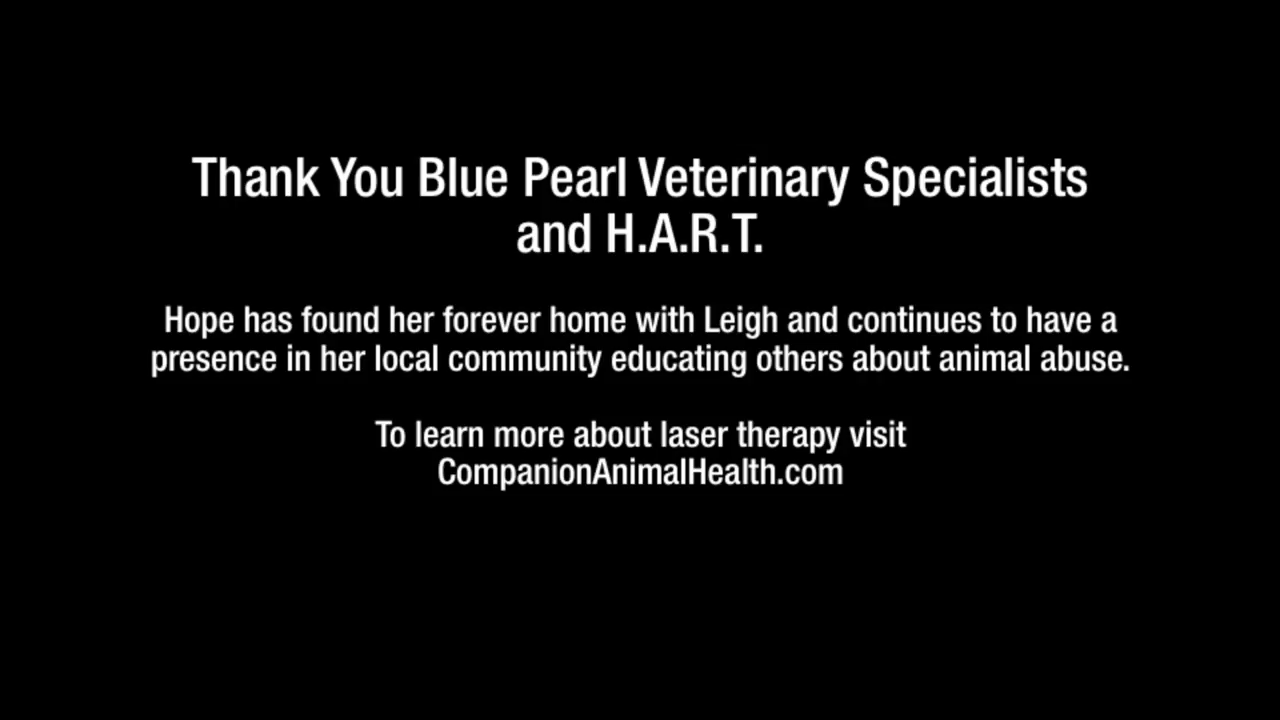 Thank You Blue Pearl Veterinary Specialists
and H.A.R.T.
Hope has found her forever home with Leigh and continues to have a
presence in her local community educating others about animal abuse.
To learn more about laser therapy visit
CompanionAnimalHealth.com